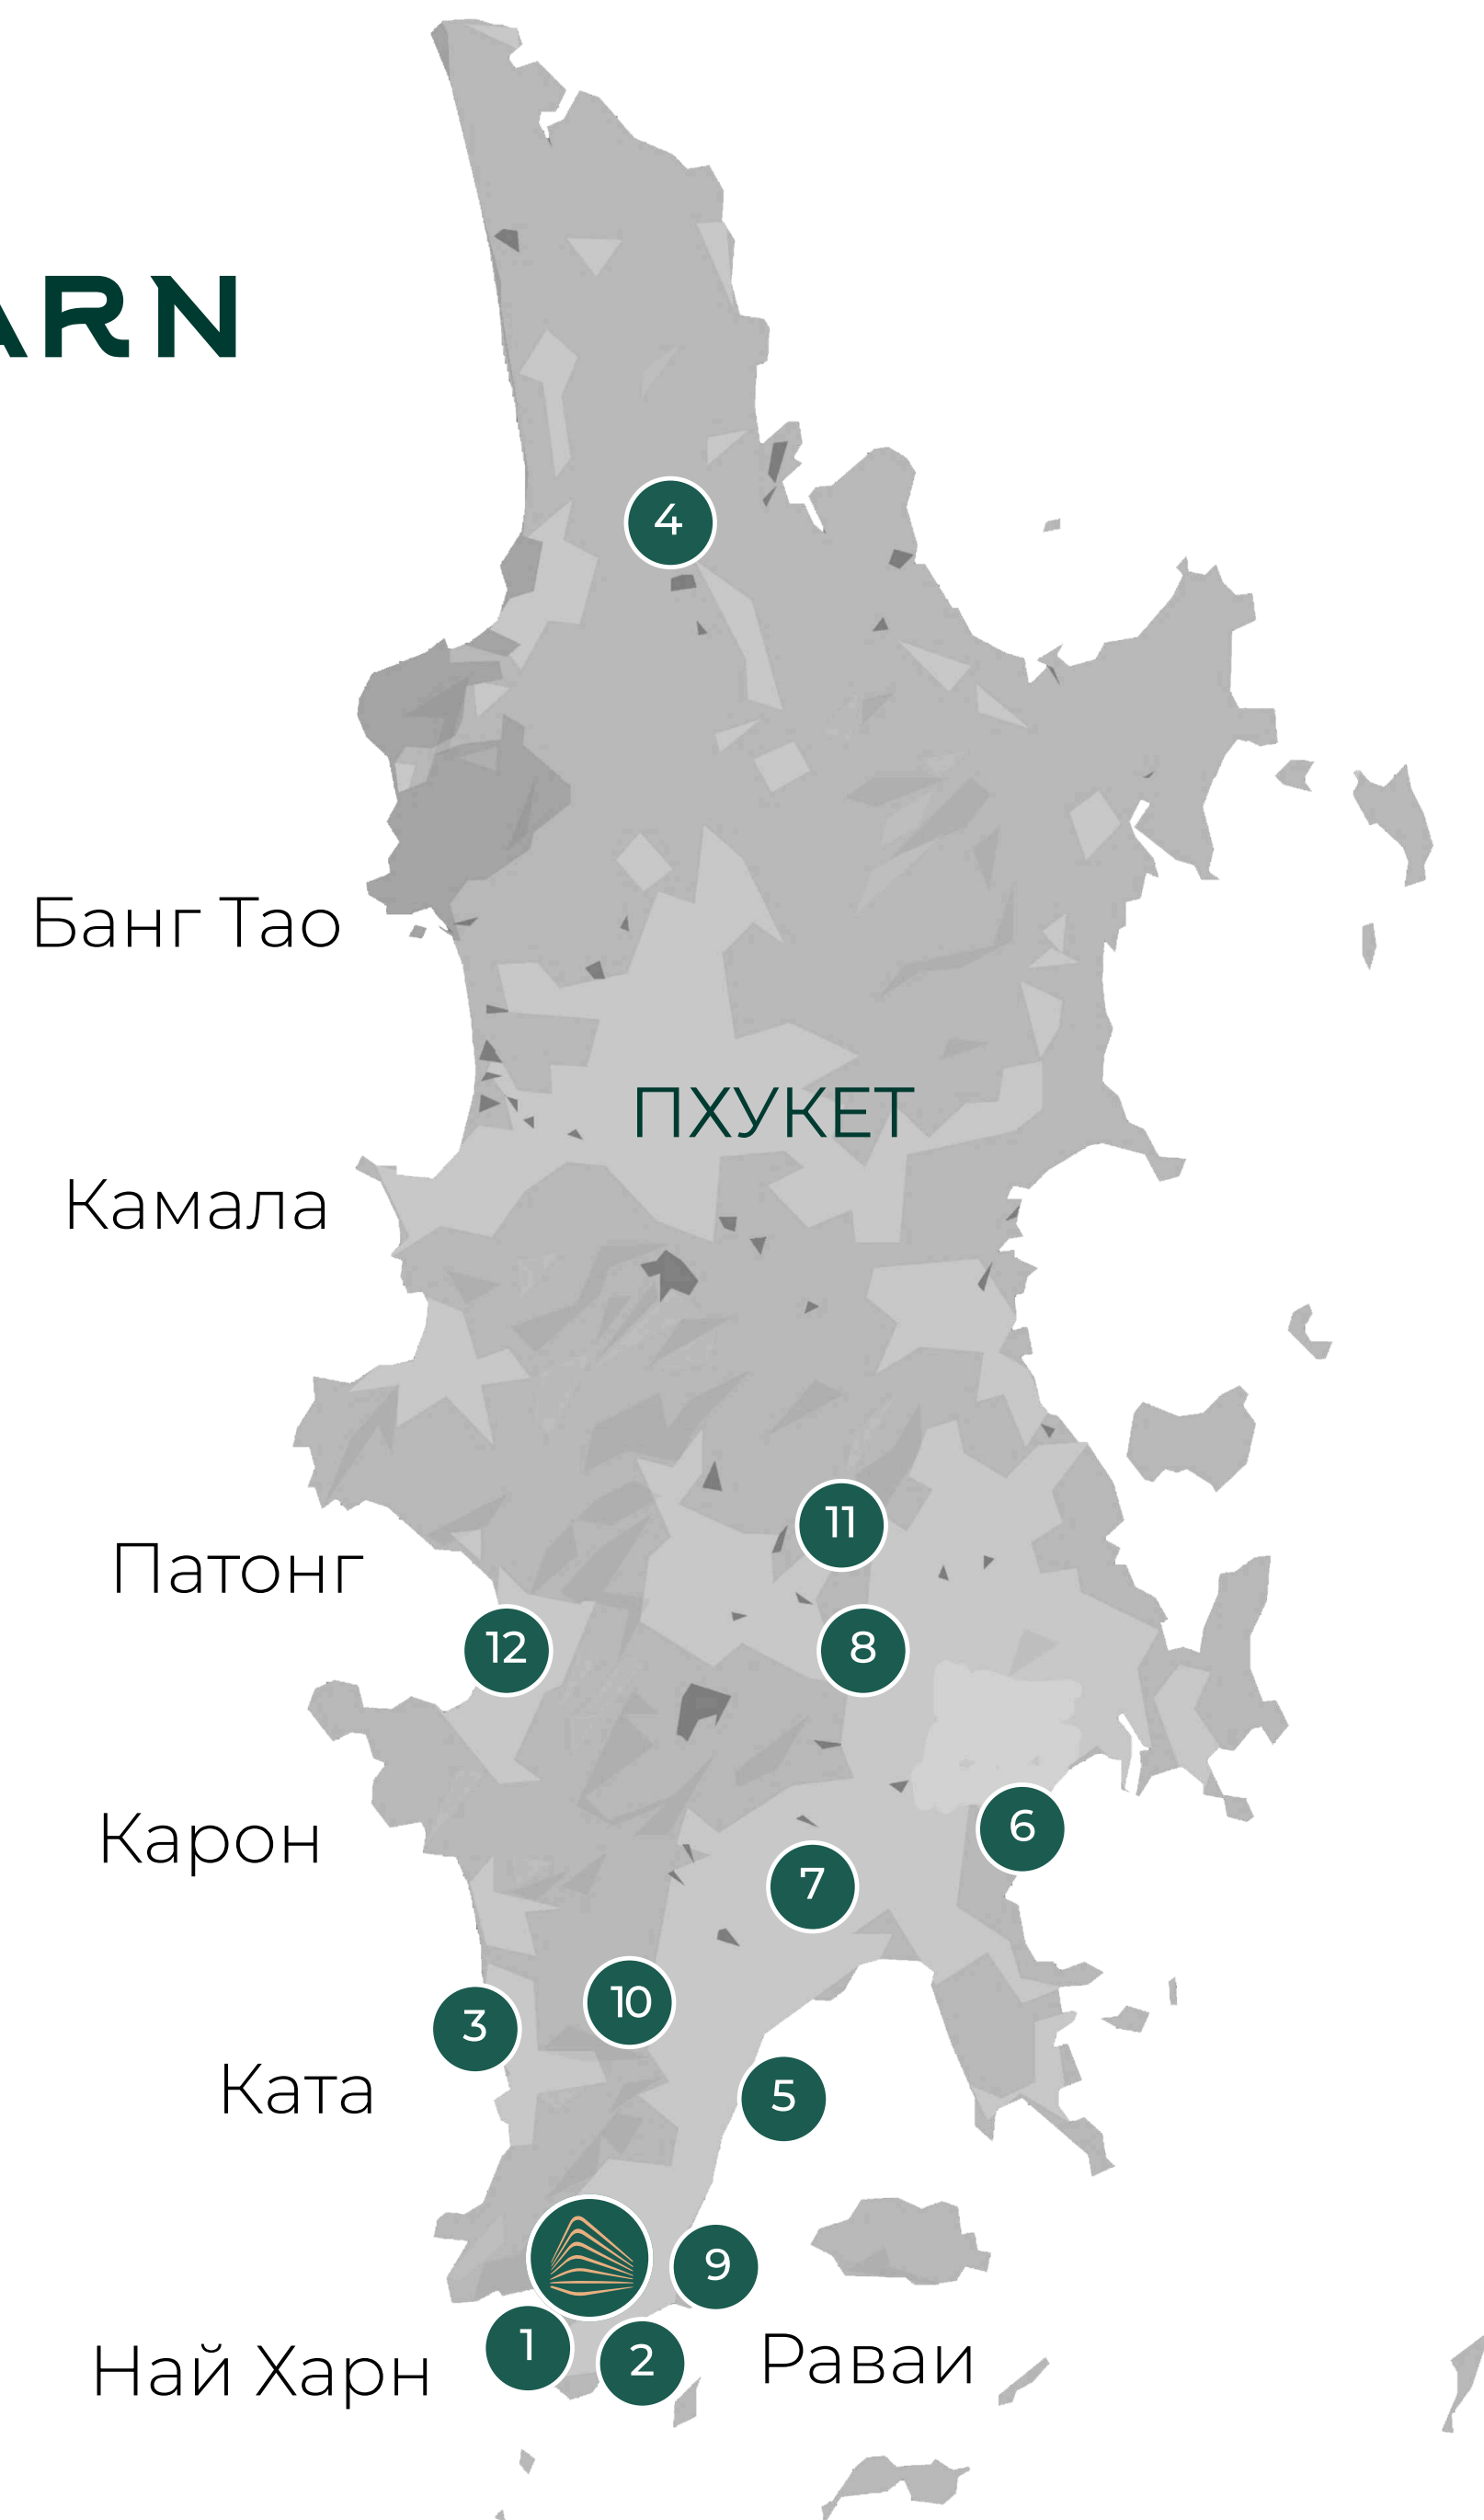 ARN
4
Банг Тао
ПХУКЕТ
Камала
11
Патонг
12
8
Карон
6
7
10
3
Ката
5
9
1
2
Най Харн
Раваи